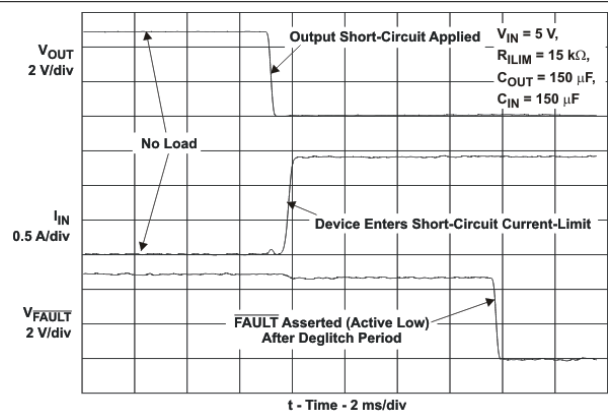 V_OUT
2 V/div
Output Short-Circuit Applied
V_IN = 5 V,
R_ILIM = 15 kΩ,
C_OUT = 150 µF,
C_IN = 150 µF
No Load
I_IN
0.5 A/div
Device Enters Short-Circuit Current-Limit
V_F̅A̅U̅L̅T̅
2 V/div
F̅A̅U̅L̅T̅ Asserted (Active Low)
After Deglitch Period
t - Time - 2 ms/div